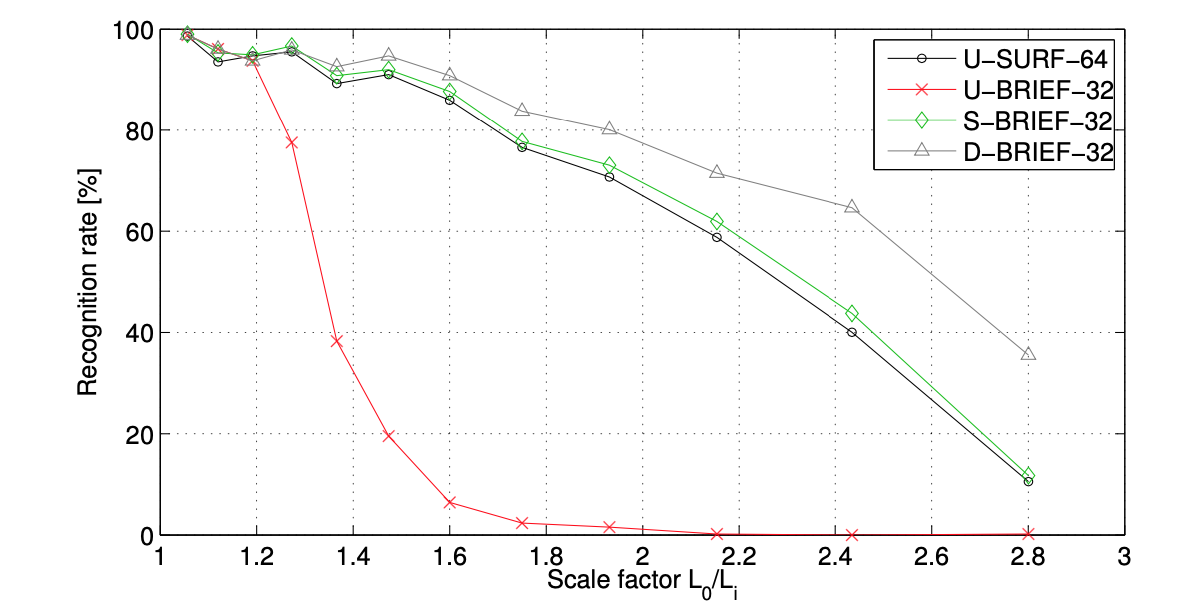 100
80
60
40
20
0
Recognition rate [%]
U-SURF-64
U-BRIEF-32
S-BRIEF-32
D-BRIEF-32
1 1.2 1.4 1.6 1.8 2 2.2 2.4 2.6 2.8 3
Scale factor L0/Li